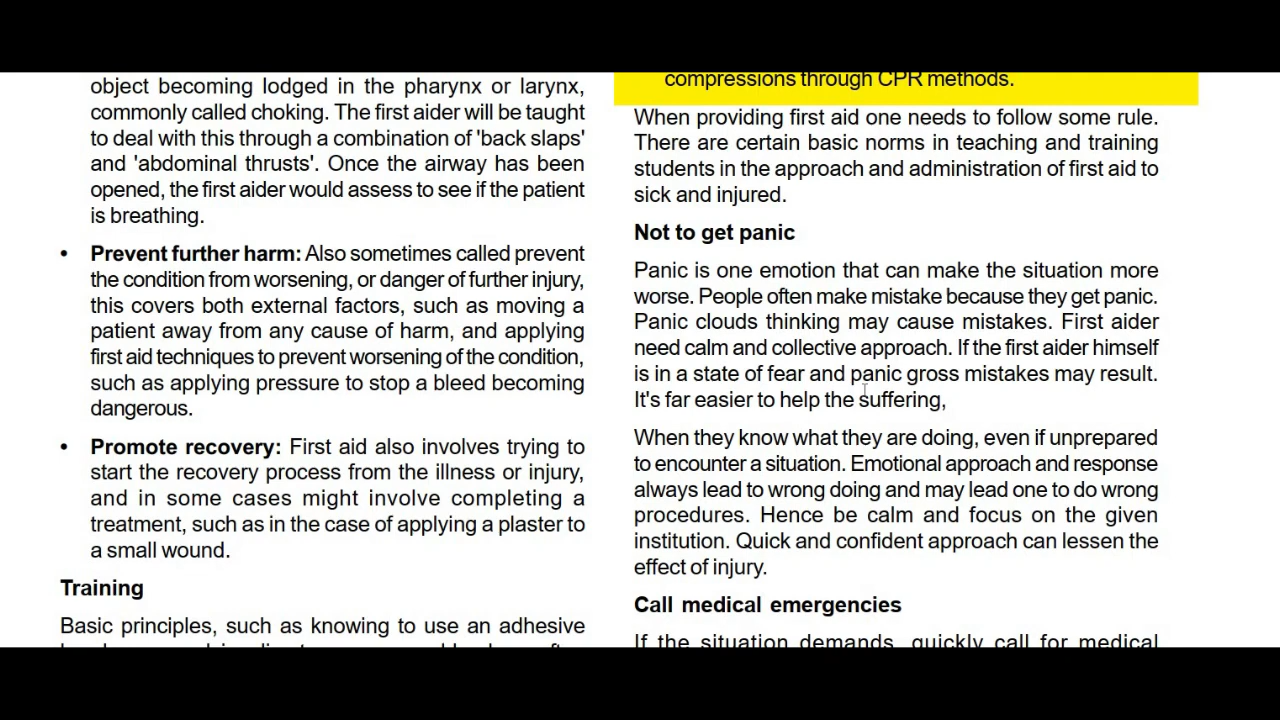 object becoming lodged in the pharynx or larynx,
commonly called choking. The first aider will be taught
to deal with this through a combination of 'back slaps'
and 'abdominal thrusts'. Once the airway has been
opened, the first aider would assess to see if the patient
is breathing.
• Prevent further harm: Also sometimes called prevent
the condition from worsening, or danger of further injury,
this covers both external factors, such as moving a
patient away from any cause of harm, and applying
first aid techniques to prevent worsening of the condition,
such as applying pressure to stop a bleed becoming
dangerous.
• Promote recovery: First aid also involves trying to
start the recovery process from the illness or injury,
and in some cases might involve completing a
treatment, such as in the case of applying a plaster to
a small wound.
Training
Basic principles, such as knowing to use an adhesive
compressions through CPR methods.
When providing first aid one needs to follow some rule.
There are certain basic norms in teaching and training
students in the approach and administration of first aid to
sick and injured.
Not to get panic
Panic is one emotion that can make the situation more
worse. People often make mistake because they get panic.
Panic clouds thinking may cause mistakes. First aider
need calm and collective approach. If the first aider himself
is in a state of fear and panic gross mistakes may result.
It's far easier to help the suffering,
When they know what they are doing, even if unprepared
to encounter a situation. Emotional approach and response
always lead to wrong doing and may lead one to do wrong
procedures. Hence be calm and focus on the given
institution. Quick and confident approach can lessen the
effect of injury.
Call medical emergencies
If the situation demands, quickly call for medical